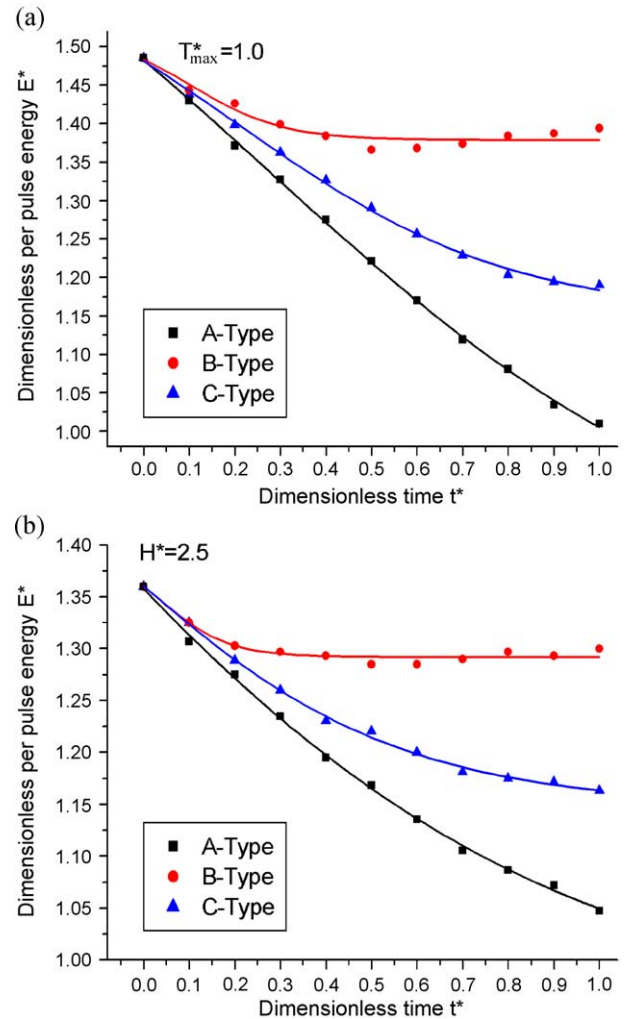 (a)
T*max=1.0
Dimensionless per pulse energy E*
1.50
1.45
1.40
1.35
1.30
1.25
1.20
1.15
1.10
1.05
1.00
A-Type
B-Type
C-Type
0.0 0.1 0.2 0.3 0.4 0.5 0.6 0.7 0.8 0.9 1.0
Dimensionless time t*
(b)
H*=2.5
Dimensionless per pulse energy E*
1.40
1.35
1.30
1.25
1.20
1.15
1.10
1.05
1.00
A-Type
B-Type
C-Type
0.0 0.1 0.2 0.3 0.4 0.5 0.6 0.7 0.8 0.9 1.0
Dimensionless time t*